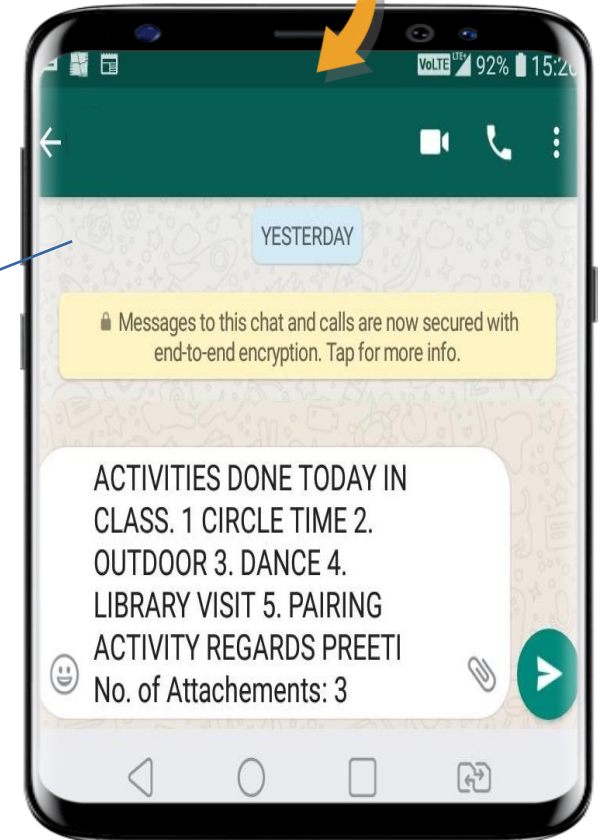 VoLTE LTE+ 92% 15:20
YESTERDAY
Messages to this chat and calls are now secured with
end-to-end encryption. Tap for more info.
ACTIVITIES DONE TODAY IN
CLASS. 1 CIRCLE TIME 2.
OUTDOOR 3. DANCE 4.
LIBRARY VISIT 5. PAIRING
ACTIVITY REGARDS PREETI
No. of Attachements: 3